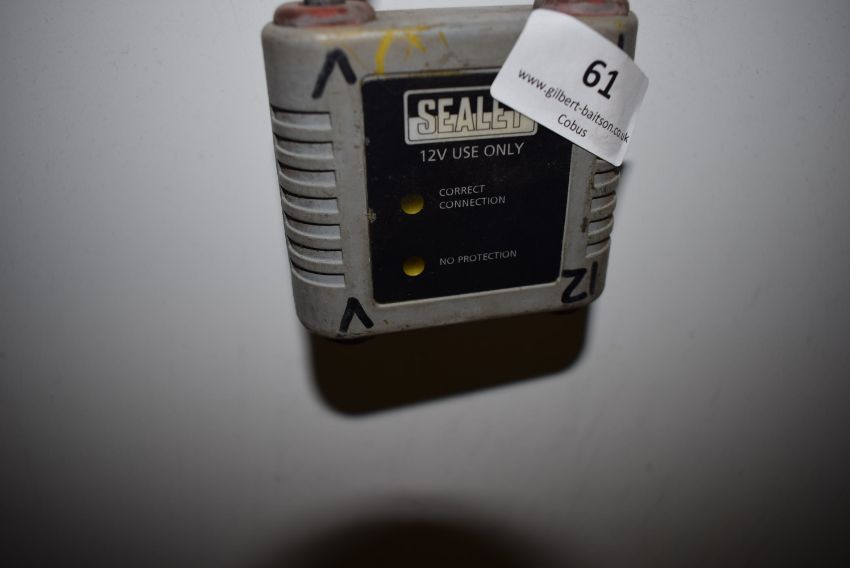 SEALEY
12V USE ONLY
CORRECT
CONNECTION
NO PROTECTION
61
www.gilbert-baitson.co.uk
Cobus
V
V
12